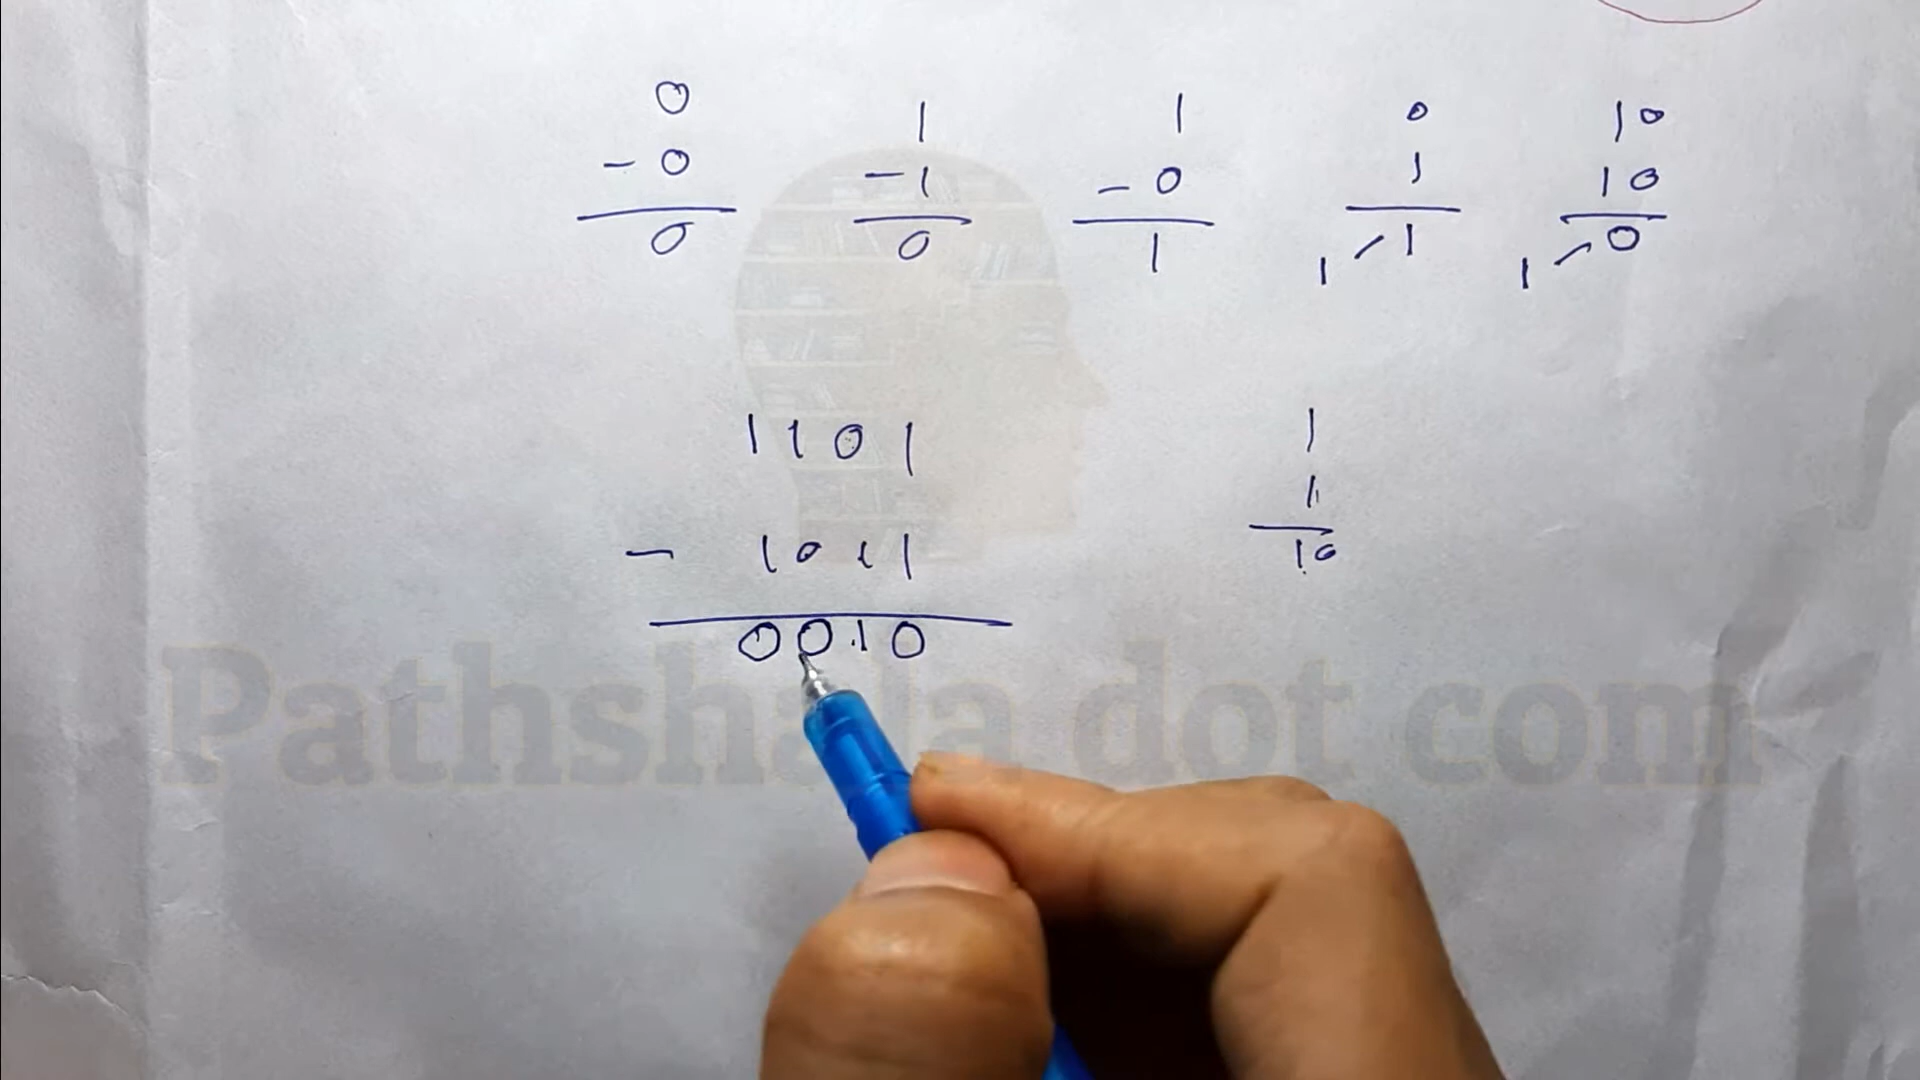 0 1 1 0 10
- 0 - 1 - 0 1 10
0 0 1 1 1 1 0
1101 1
- 1011 1
0010 10
Pathshala dot com